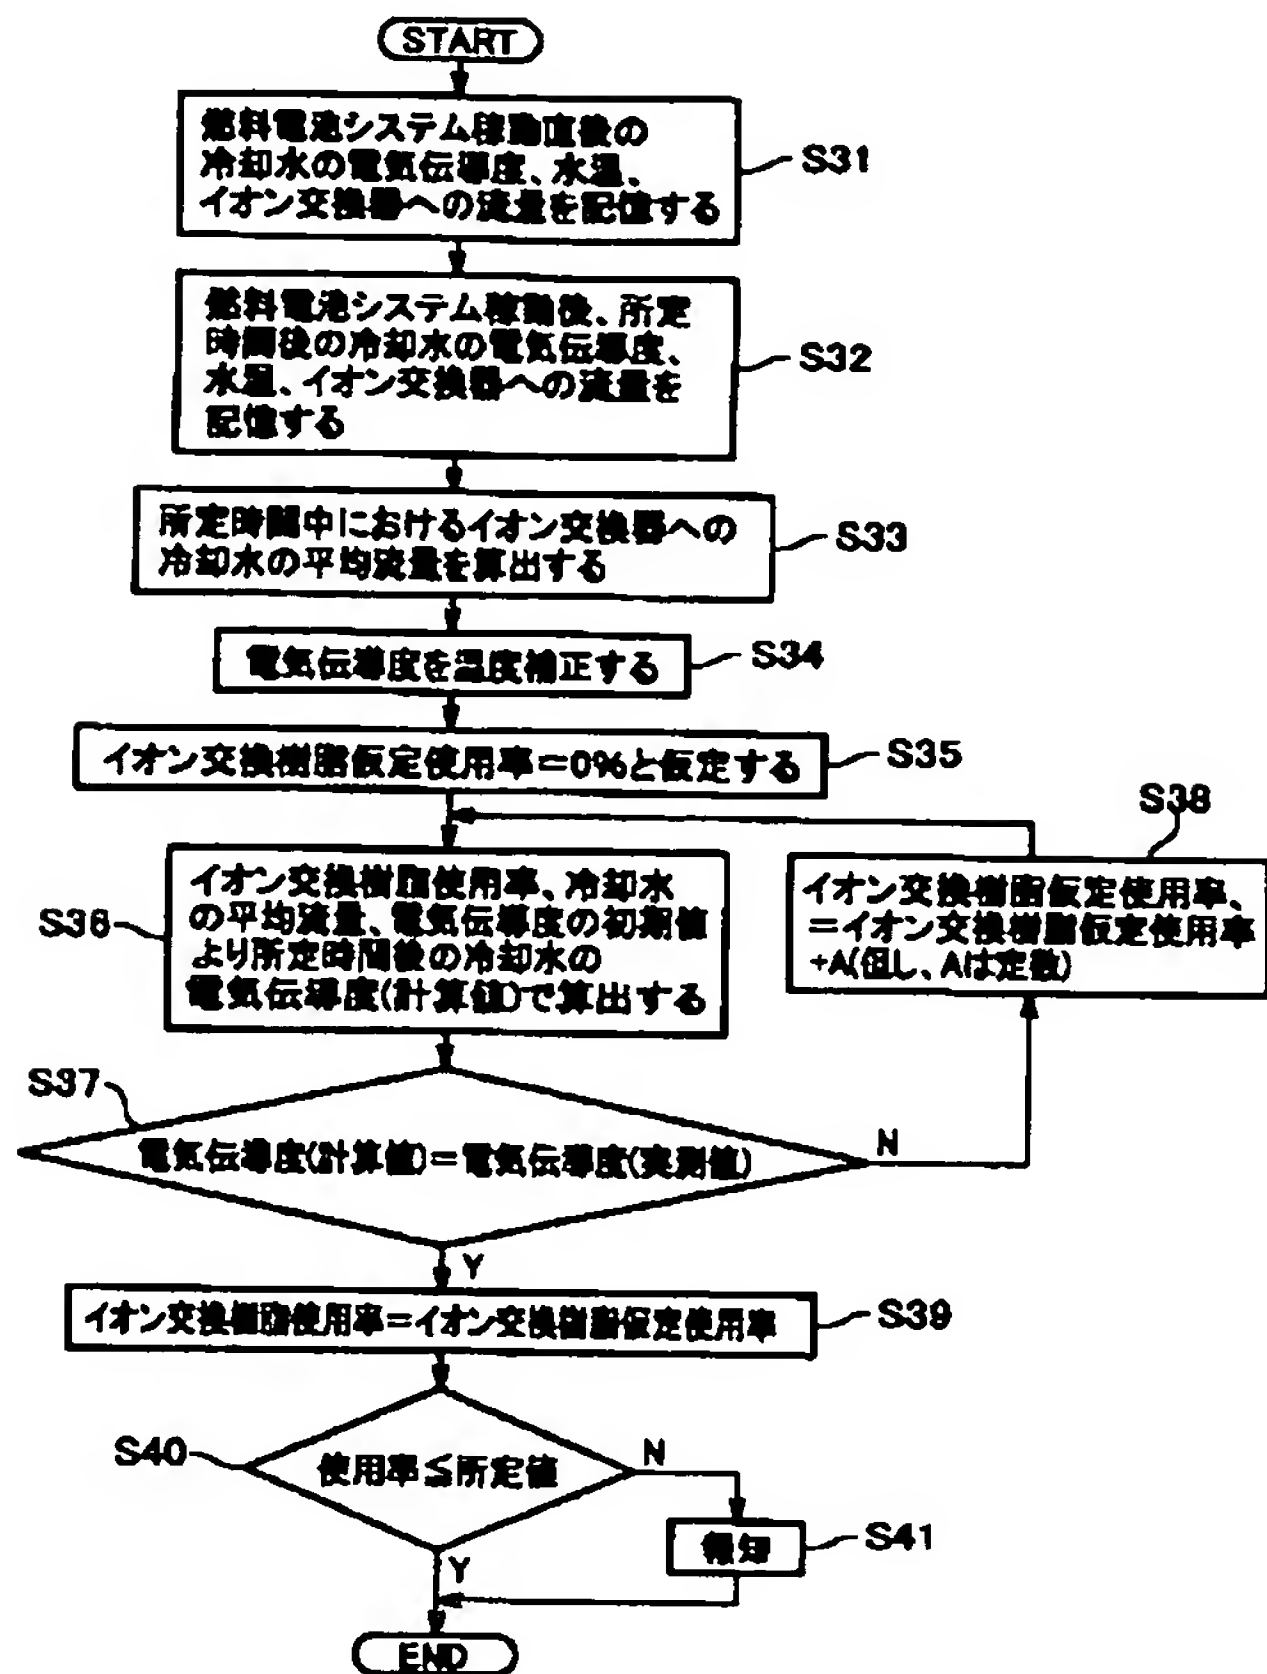 START
燃料電池システム稼動直後の
冷却水の電気伝導度、水温、
イオン交換器への流量を記憶する
S31
燃料電池システム稼動後、所定
時間後の冷却水の電気伝導度、
水温、イオン交換器への流量を
記憶する
S32
所定時間中におけるイオン交換器への
冷却水の平均流量を算出する
S33
電気伝導度を温度補正する
S34
イオン交換樹脂仮定使用率=0%と仮定する
S35
S38
イオン交換樹脂仮定使用率、
=イオン交換樹脂仮定使用率
+A(但し、Aは定数)
S36
イオン交換樹脂使用率、冷却水
の平均流量、電気伝導度の初期値
より所定時間後の冷却水の
電気伝導度(計算値)で算出する
S37
電気伝導度(計算値)=電気伝導度(実測値)
N
Y
イオン交換樹脂使用率=イオン交換樹脂仮定使用率
S39
S40
使用率≦所定値
N
Y
報知
S41
END